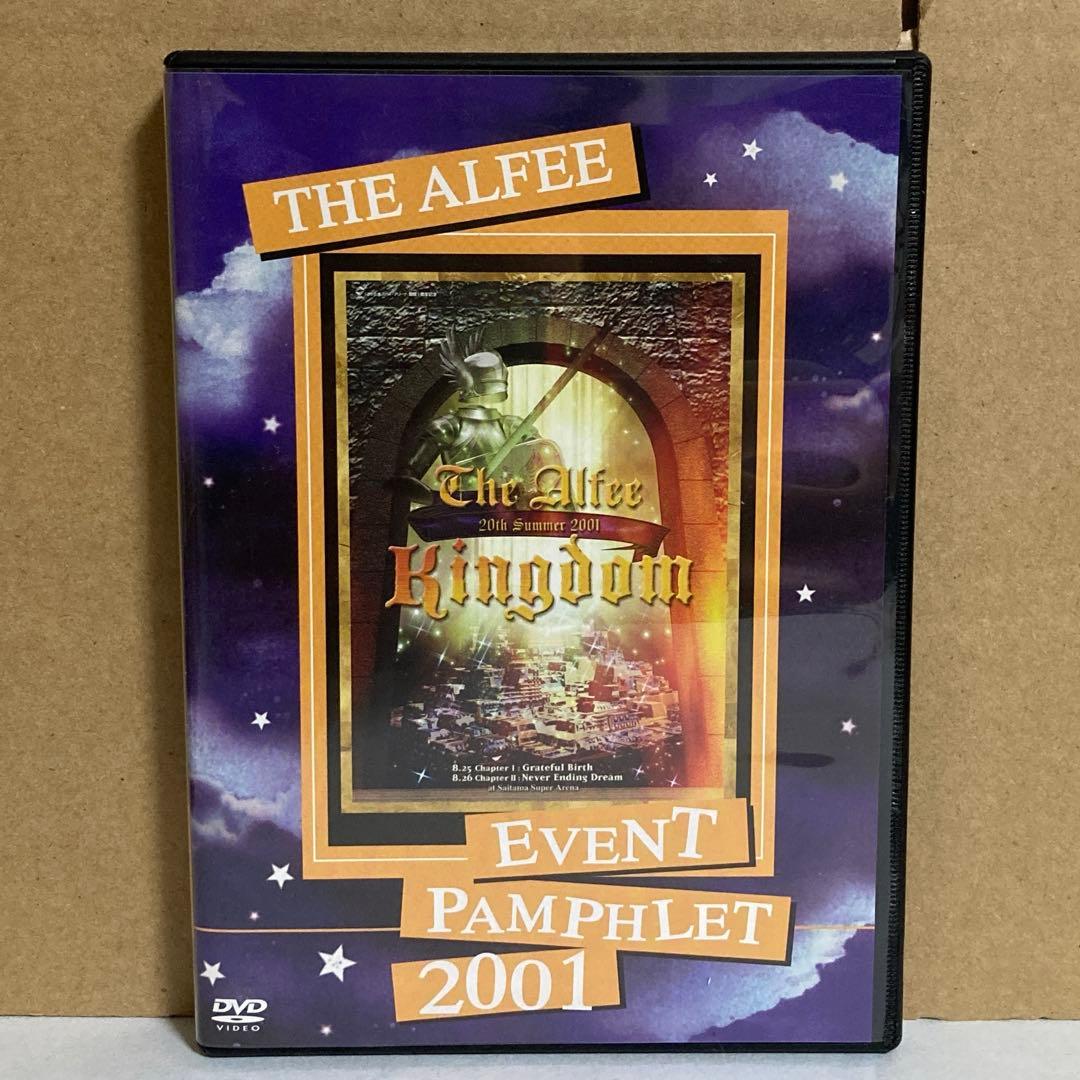 THE ALFEE
The Alfee
20th Summer 2001
Kingdom
8.25 Chapter I : Grateful Birth
8.26 Chapter II : Never Ending Dream
at Saitama Super Arena
EVENT
PAMPHLET
2001
DVD
VIDEO